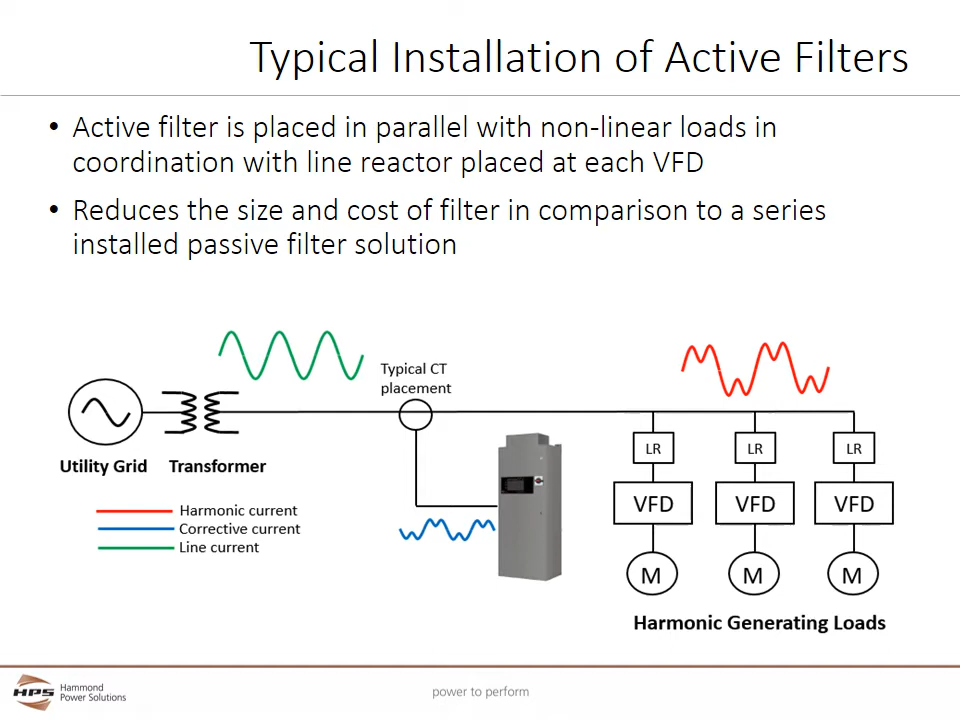 Typical Installation of Active Filters
• Active filter is placed in parallel with non-linear loads in
coordination with line reactor placed at each VFD
• Reduces the size and cost of filter in comparison to a series
installed passive filter solution
Typical CT
placement
Utility Grid
Transformer
LR
LR
LR
VFD
VFD
VFD
M
M
M
Harmonic current
Corrective current
Line current
Harmonic Generating Loads
HPS
Hammond
Power Solutions
power to perform